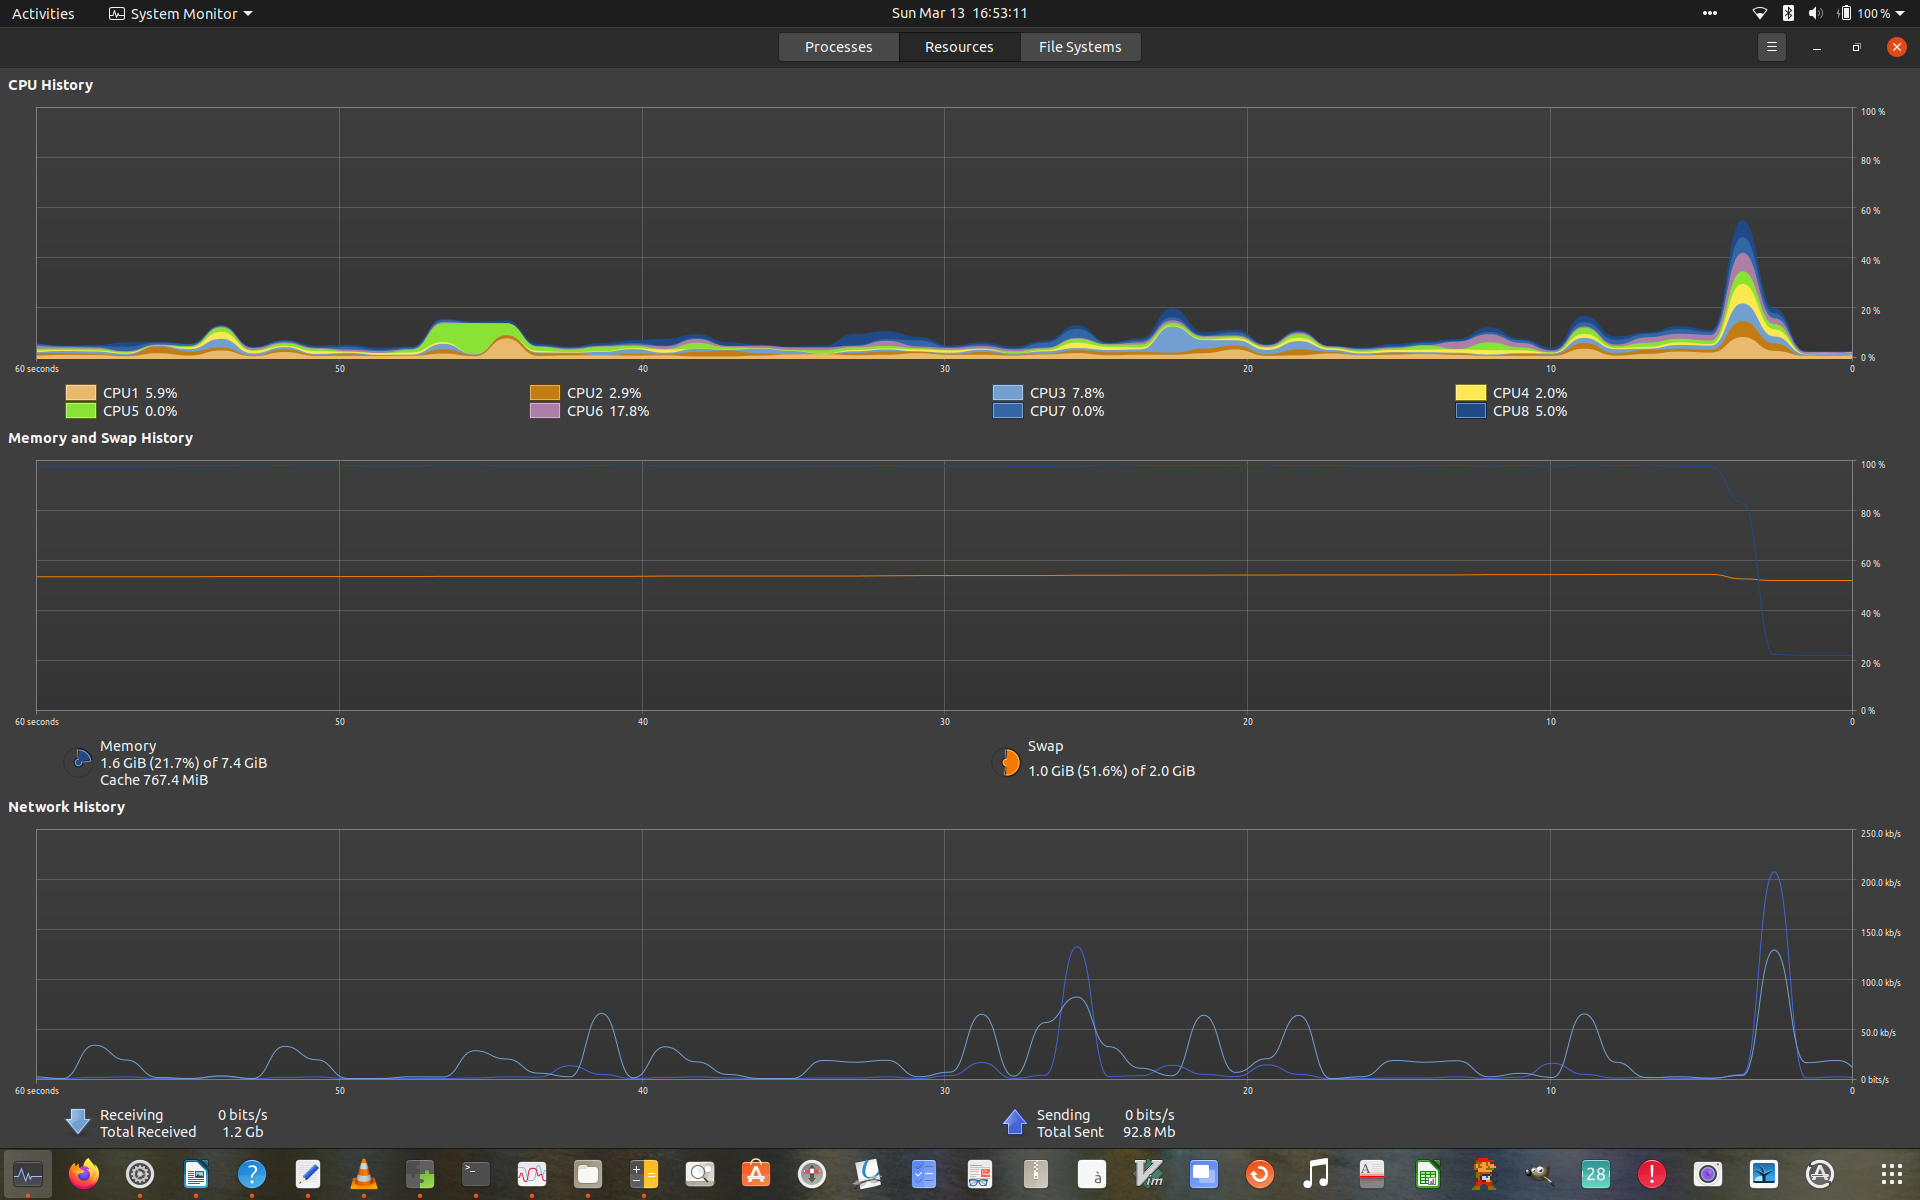 Activities System Monitor Sun Mar 13 16:53:11 100 %
Processes Resources File Systems
CPU History
100 %
80 %
60 %
40 %
20 %
0 %
60 seconds 50 40 30 20 10 0
CPU1 5.9% CPU2 2.9% CPU3 7.8% CPU4 2.0%
CPU5 0.0% CPU6 17.8% CPU7 0.0% CPU8 5.0%
Memory and Swap History
100 %
80 %
60 %
40 %
20 %
0 %
60 seconds 50 40 30 20 10 0
Memory
1.6 GiB (21.7%) of 7.4 GiB
Cache 767.4 MiB
Swap
1.0 GiB (51.6%) of 2.0 GiB
Network History
250.0 kb/s
200.0 kb/s
150.0 kb/s
100.0 kb/s
50.0 kb/s
0 bits/s
60 seconds 50 40 30 20 10 0
Receiving 0 bits/s
Total Received 1.2 Gb
Sending 0 bits/s
Total Sent 92.8 Mb
? >_ A à Vim A 28 ! A